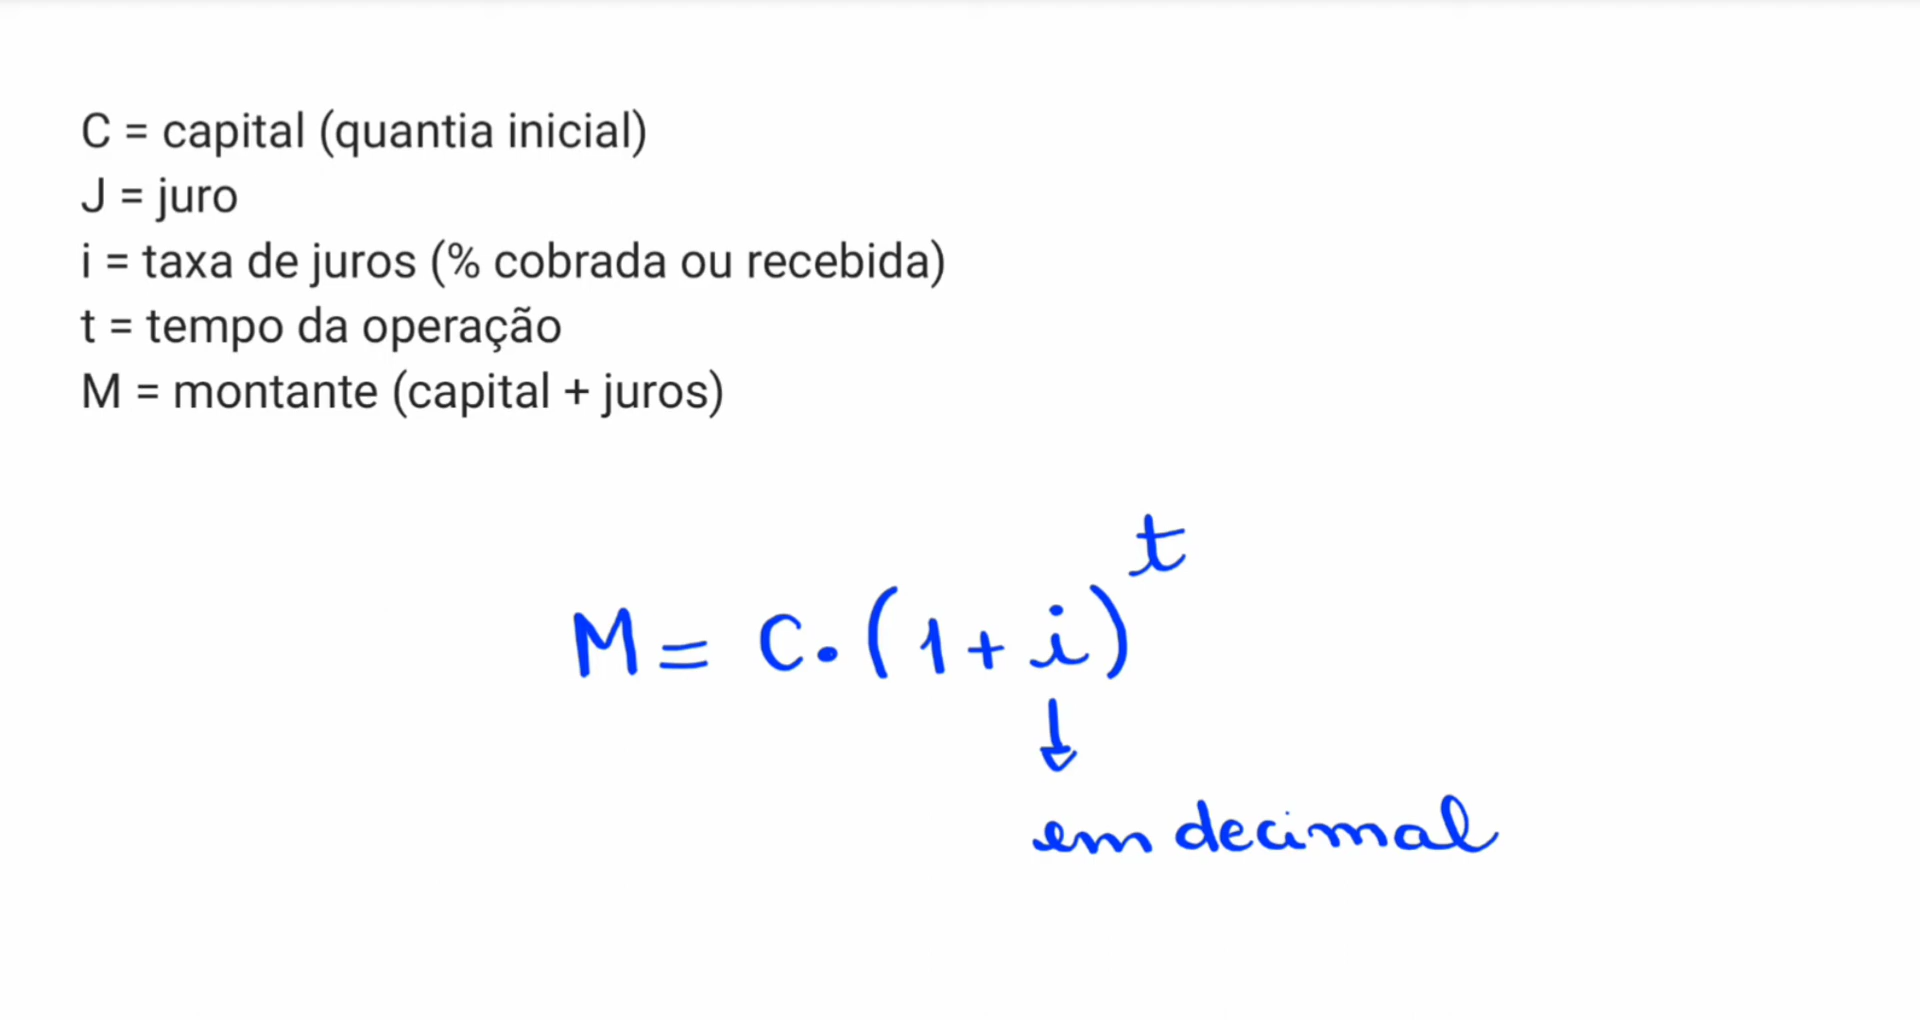 C = capital (quantia inicial)
J = juro
i = taxa de juros (% cobrada ou recebida)
t = tempo da operação
M = montante (capital + juros)
M = C.(1+i)^t
↓
em decimal